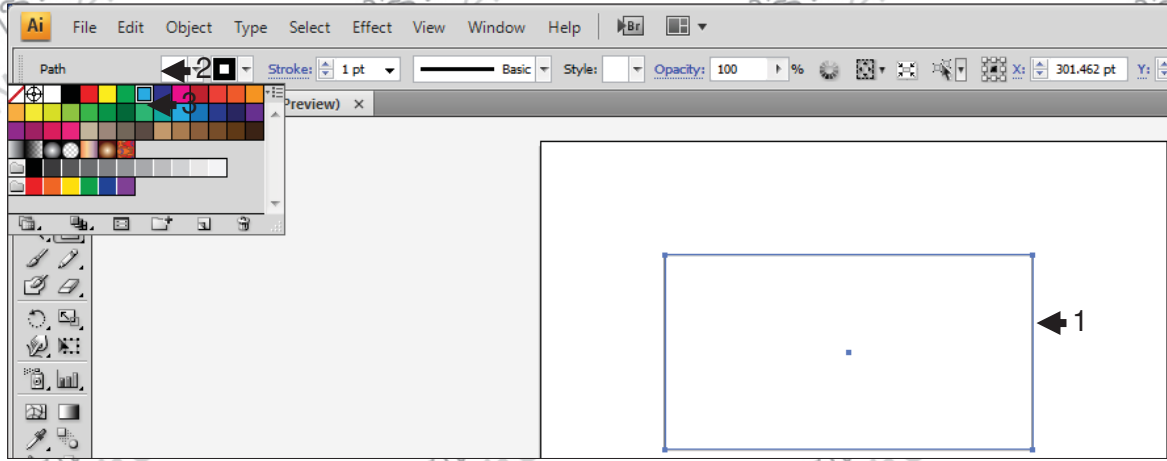 Ai File Edit Object Type Select Effect View Window Help Br
Path 2 Stroke: 1 pt Basic Style: Opacity: 100 % X: 301.462 pt Y:
3 Preview) ×
1